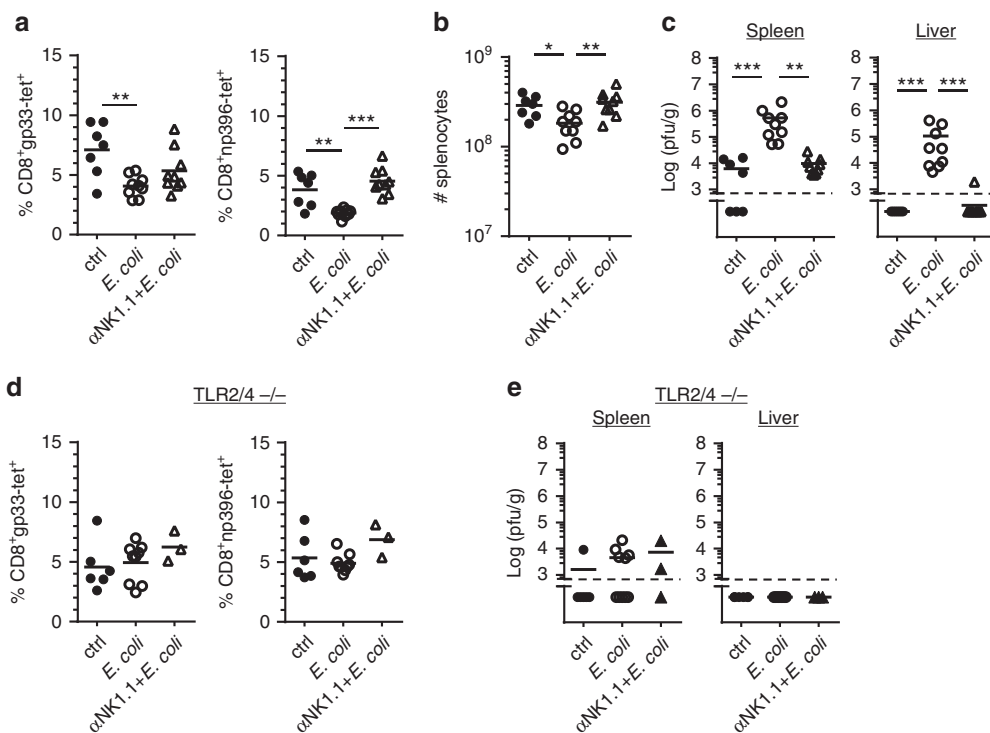 a
% CD8⁺gp33-tet⁺
15
10
5
0
**
ctrl
E. coli
αNK1.1+E. coli
% CD8⁺np396-tet⁺
15
10
5
0
**
***
ctrl
E. coli
αNK1.1+E. coli
b
# splenocytes
10⁹
10⁸
10⁷
*
**
ctrl
E. coli
αNK1.1+E. coli
c
Spleen
Log (pfu/g)
8
7
6
5
4
3
***
**
ctrl
E. coli
αNK1.1+E. coli
Liver
8
7
6
5
4
3
***
***
ctrl
E. coli
αNK1.1+E. coli
d
TLR2/4 –/–
% CD8⁺gp33-tet⁺
15
10
5
0
ctrl
E. coli
αNK1.1+E. coli
% CD8⁺np396-tet⁺
15
10
5
0
ctrl
E. coli
αNK1.1+E. coli
e
TLR2/4 –/–
Spleen
Log (pfu/g)
8
7
6
5
4
3
ctrl
E. coli
αNK1.1+E. coli
Liver
8
7
6
5
4
3
ctrl
E. coli
αNK1.1+E. coli